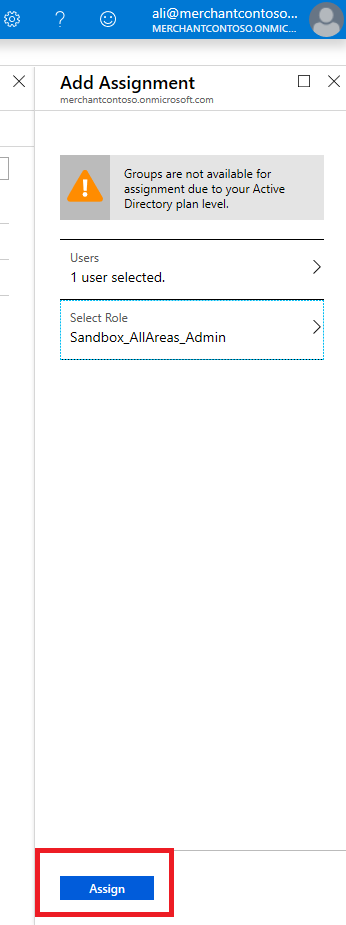 ali@merchantcontoso...
MERCHANTCONTOSO.ONMIC...
Add Assignment
merchantcontoso.onmicrosoft.com
Groups are not available for
assignment due to your Active
Directory plan level.
Users
1 user selected.
Select Role
Sandbox_AllAreas_Admin
Assign